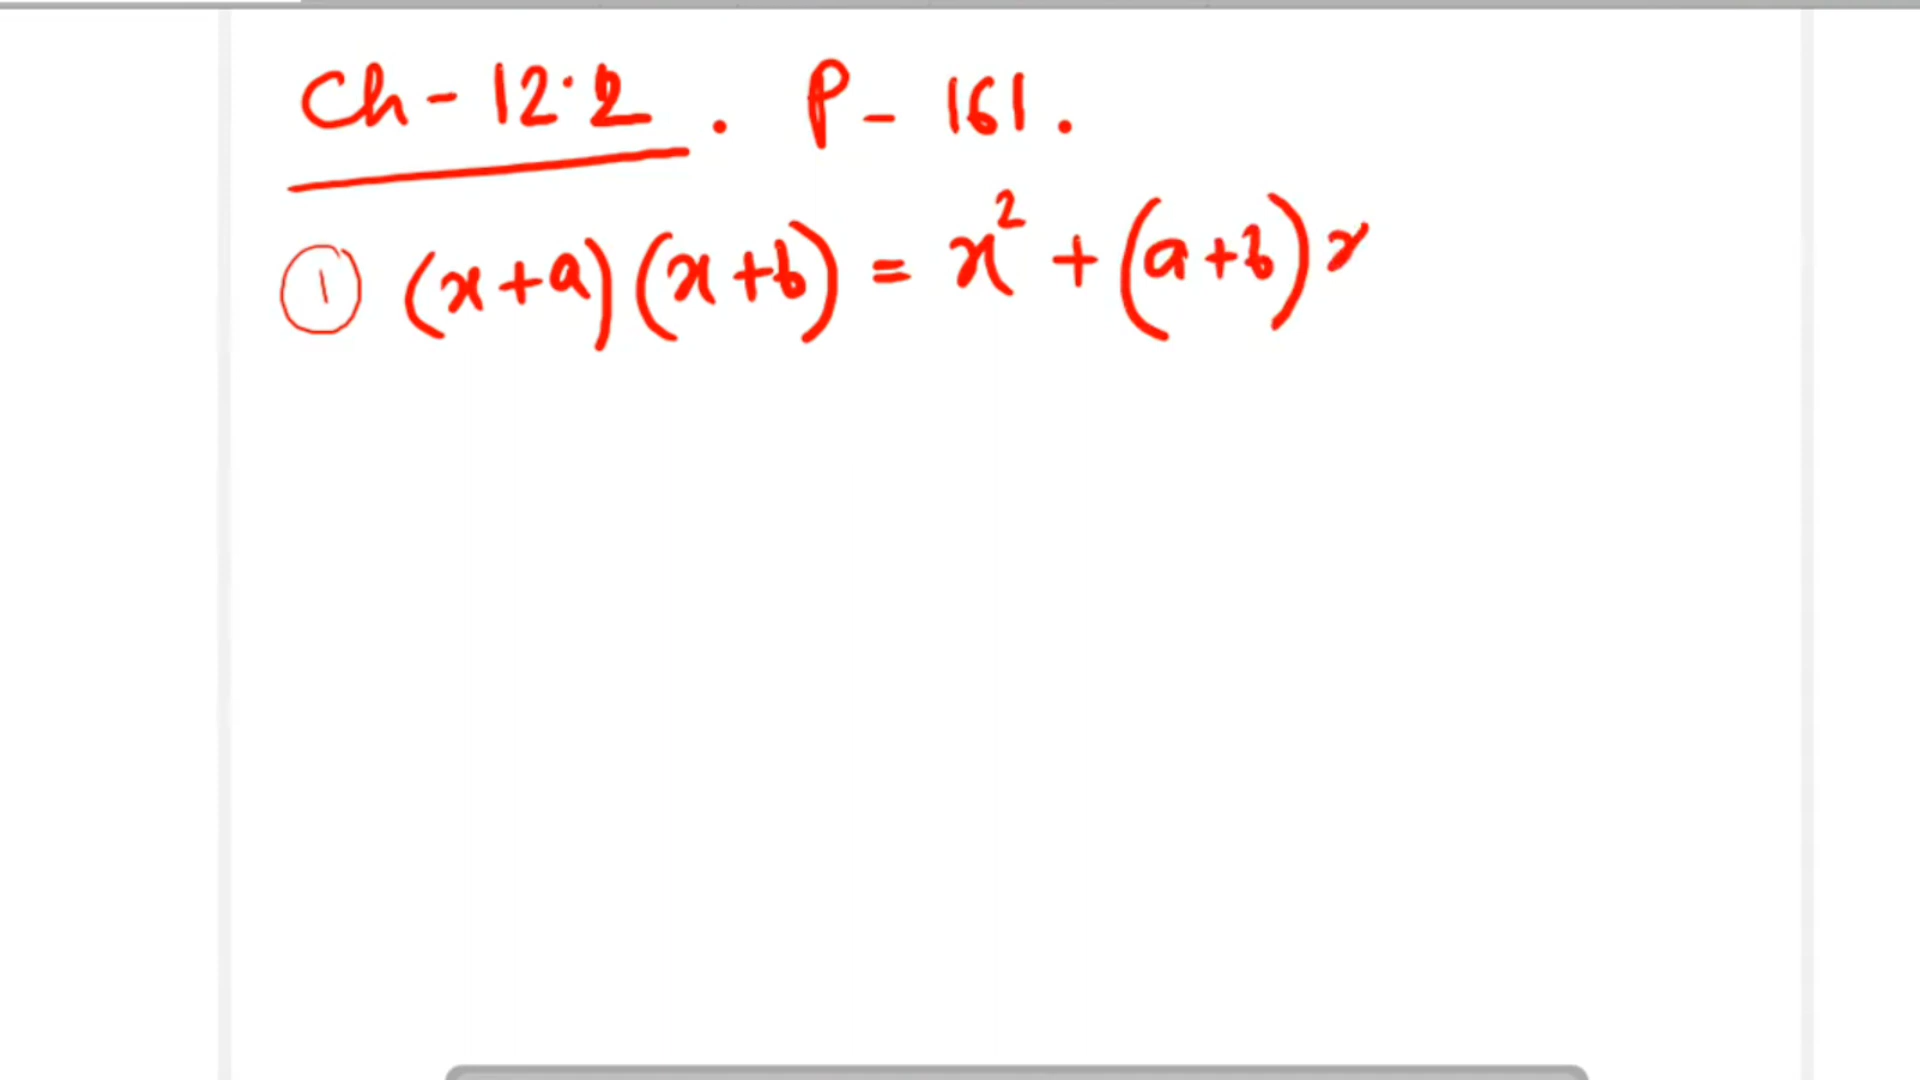 Ch - 12.2 . P - 161 .
① (x+a)(x+b) = x² + (a+b)x